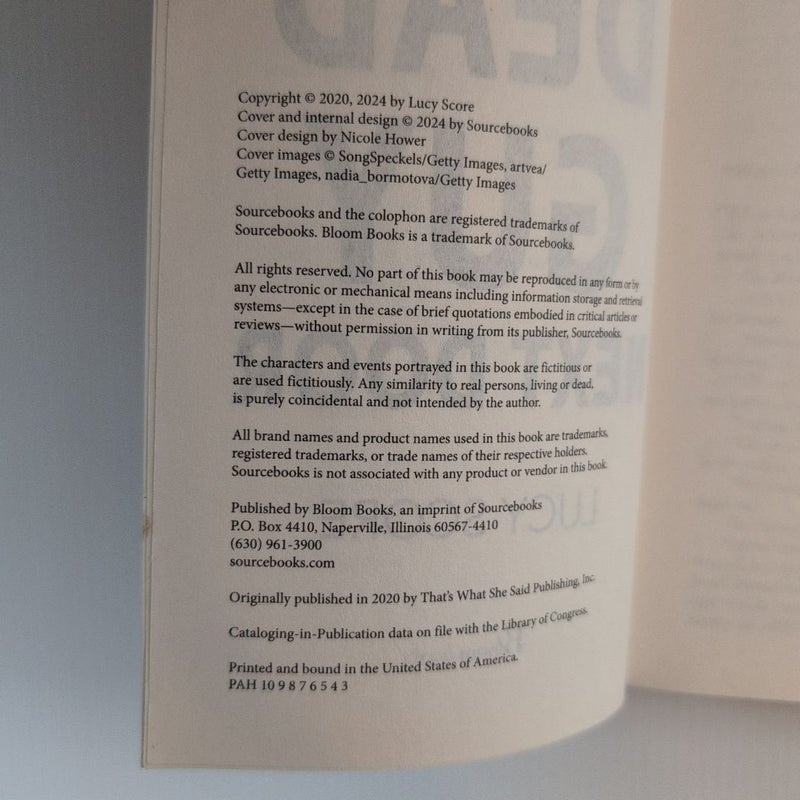 Copyright © 2020, 2024 by Lucy Score
Cover and internal design © 2024 by Sourcebooks
Cover design by Nicole Hower
Cover images © SongSpeckels/Getty Images, artvea/
Getty Images, nadia_bormotova/Getty Images
Sourcebooks and the colophon are registered trademarks of
Sourcebooks. Bloom Books is a trademark of Sourcebooks.
All rights reserved. No part of this book may be reproduced in any form or by
any electronic or mechanical means including information storage and retrieval
systems—except in the case of brief quotations embodied in critical articles or
reviews—without permission in writing from its publisher, Sourcebooks.
The characters and events portrayed in this book are fictitious or
are used fictitiously. Any similarity to real persons, living or dead,
is purely coincidental and not intended by the author.
All brand names and product names used in this book are trademarks,
registered trademarks, or trade names of their respective holders.
Sourcebooks is not associated with any product or vendor in this book.
Published by Bloom Books, an imprint of Sourcebooks
P.O. Box 4410, Naperville, Illinois 60567-4410
(630) 961-3900
sourcebooks.com
Originally published in 2020 by That's What She Said Publishing, Inc.
Cataloging-in-Publication data on file with the Library of Congress.
Printed and bound in the United States of America.
PAH 10 9 8 7 6 5 4 3